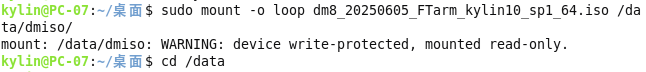 kylin@PC-07:~/桌面$ sudo mount -o loop dm8_20250605_FTarm_kylin10_sp1_64.iso /da
ta/dmiso/
mount: /data/dmiso: WARNING: device write-protected, mounted read-only.
kylin@PC-07:~/桌面$ cd /data